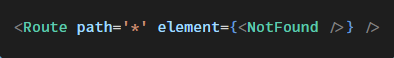 <Route path='*' element={<NotFound />} />